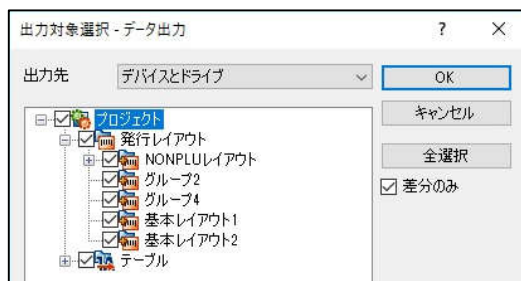 出力対象選択 - データ出力 ? ×
出力先 デバイスとドライブ OK
キャンセル
全選択
差分のみ
プロジェクト
発行レイアウト
NONPLUレイアウト
グループ2
グループ4
基本レイアウト1
基本レイアウト2
テーブル